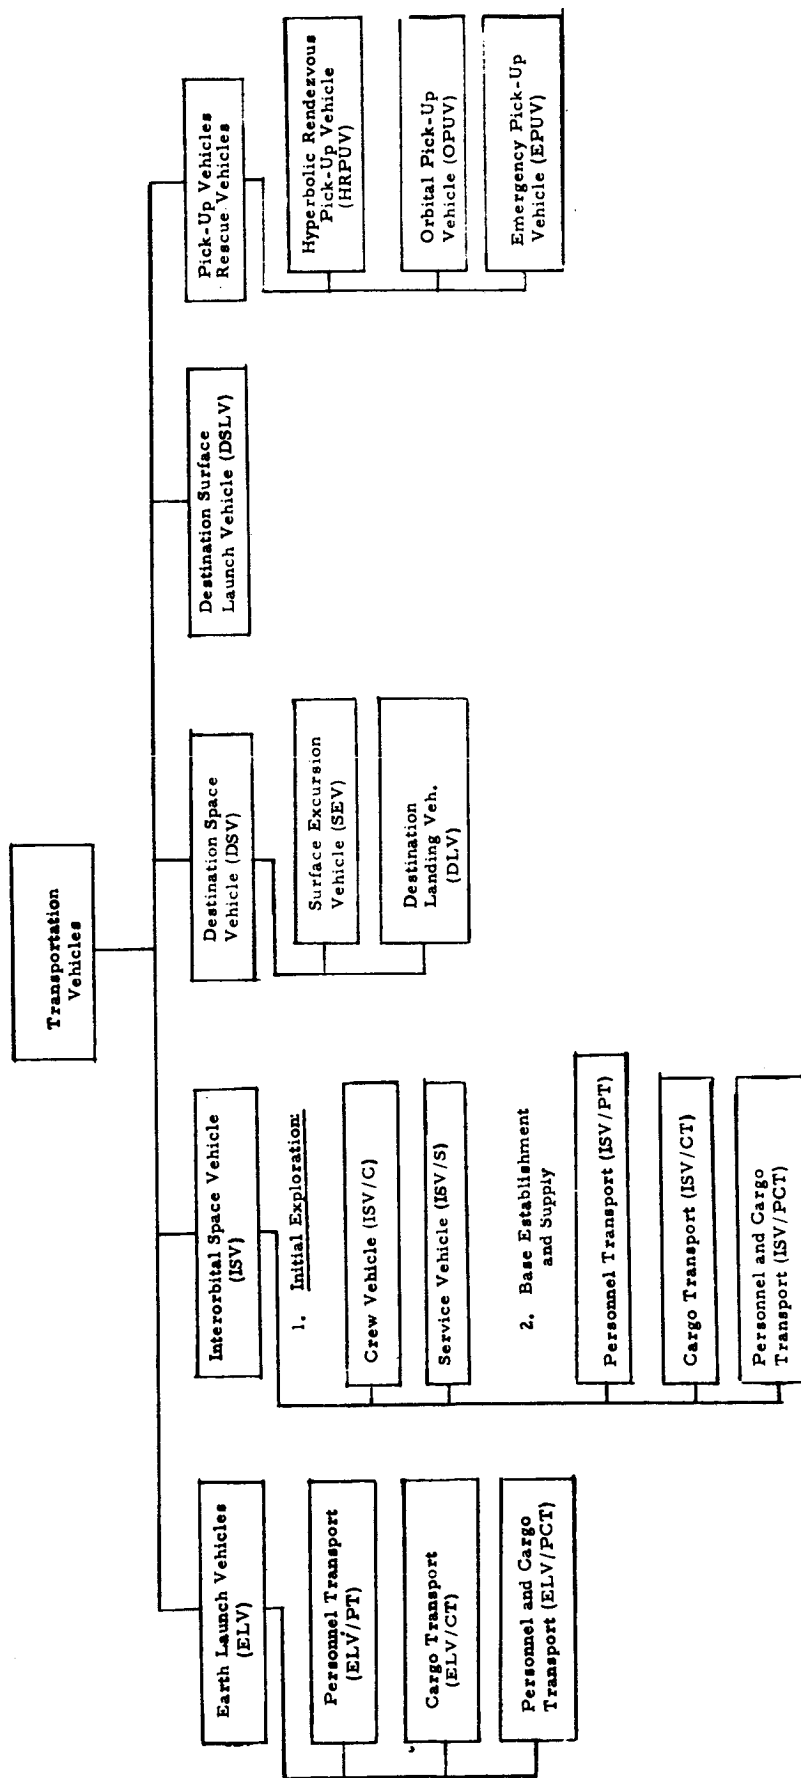 Transportation
Vehicles
Earth Launch Vehicles
(ELV)
Personnel Transport
(ELV/PT)
Cargo Transport
(ELV/CT)
Personnel and Cargo
Transport (ELV/PCT)
Interorbital Space Vehicle
(ISV)
1. Initial Exploration:
Crew Vehicle (ISV/C)
Service Vehicle (ISV/S)
2. Base Establishment
and Supply
Personnel Transport (ISV/PT)
Cargo Transport (ISV/CT)
Personnel and Cargo
Transport (ISV/PCT)
Destination Space
Vehicle (DSV)
Surface Excursion
Vehicle (SEV)
Destination
Landing Veh.
(DLV)
Destination Surface
Launch Vehicle (DSLV)
Pick-Up Vehicles
Rescue Vehicles
Hyperbolic Rendezvous
Pick-Up Vehicle
(HRPUV)
Orbital Pick-Up
Vehicle (OPUV)
Emergency Pick-Up
Vehicle (EPUV)